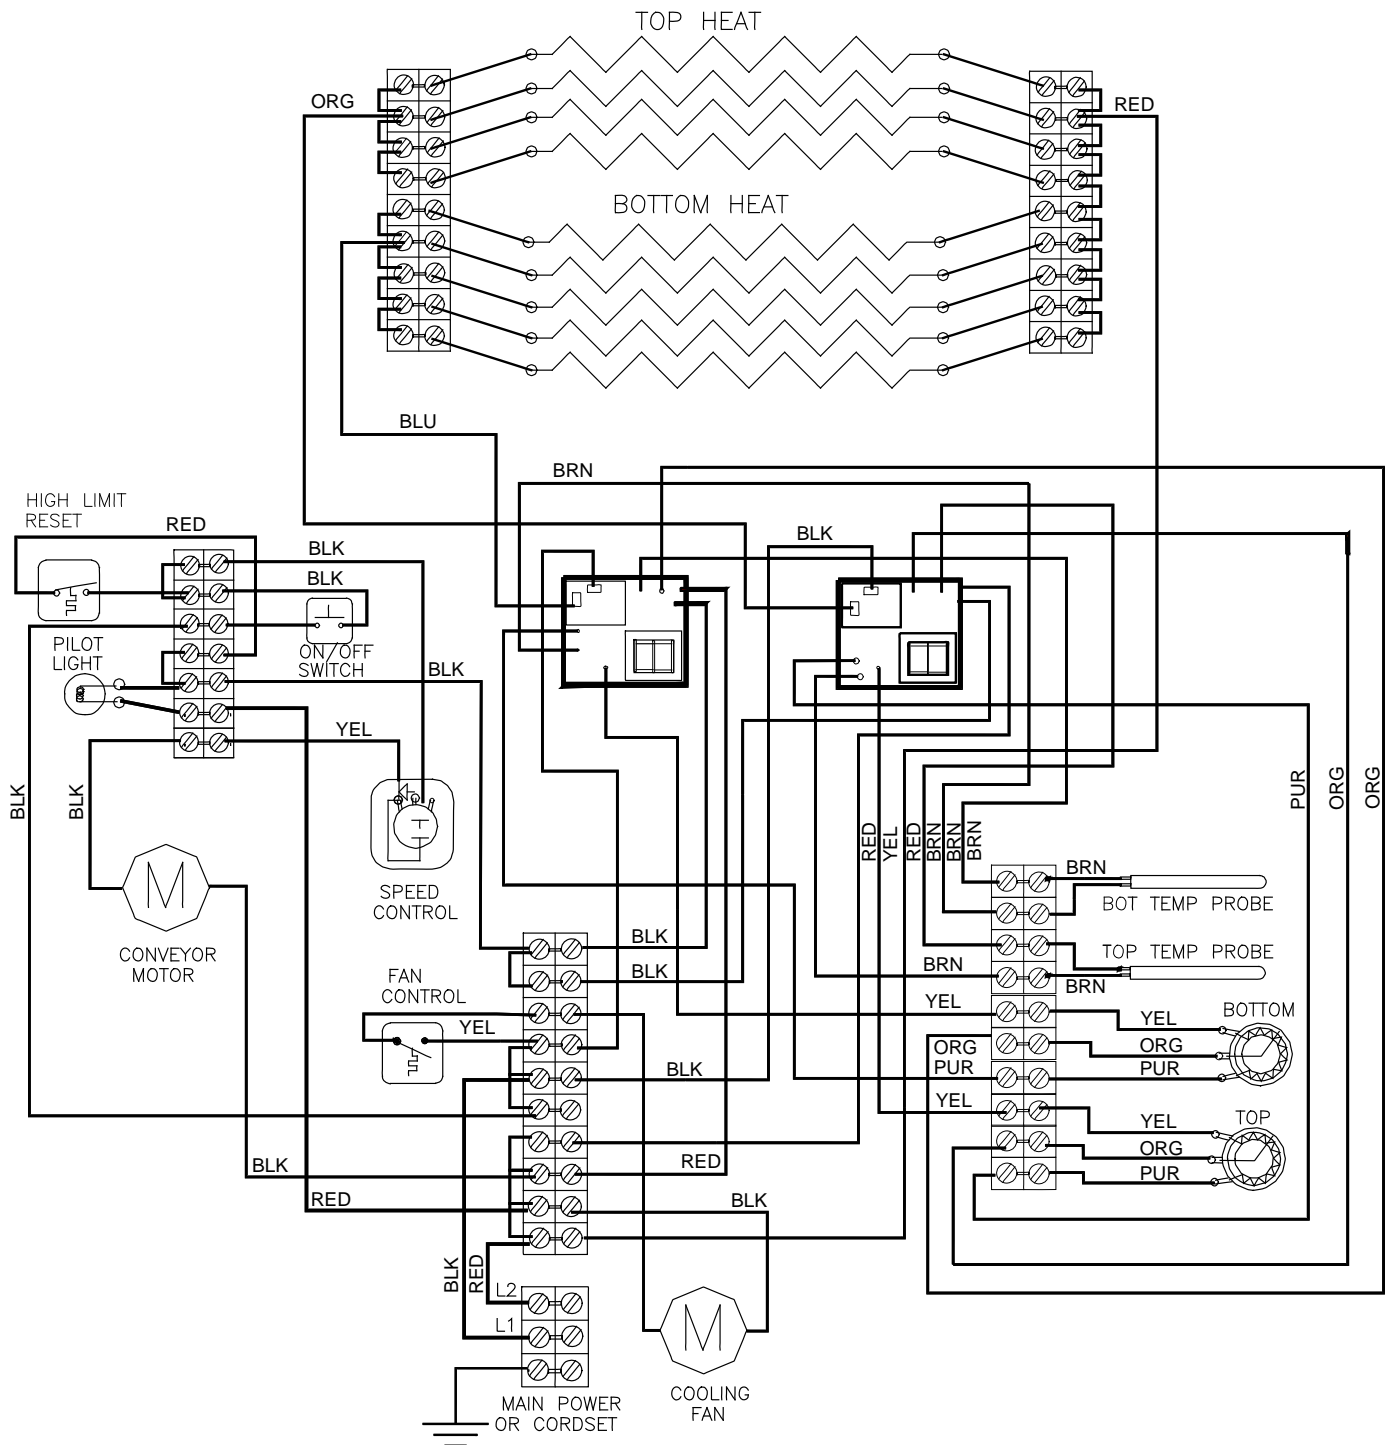 TOP HEAT
ORG
RED
BOTTOM HEAT
BLU
BRN
HIGH LIMIT
RESET
RED
BLK
BLK
BLK
PILOT
LIGHT
ON/OFF
SWITCH
BLK
YEL
BLK
BLK
PUR
ORG
ORG
RED
YEL
RED
BRN
BRN
BRN
M
SPEED
CONTROL
CONVEYOR
MOTOR
BRN
BOT TEMP PROBE
BLK
BLK
TOP TEMP PROBE
BRN
BRN
FAN
CONTROL
YEL
YEL
YEL
BOTTOM
ORG
ORG
PUR
PUR
BLK
YEL
YEL
TOP
ORG
PUR
BLK
RED
RED
BLK
BLK
RED
L2
L1
M
MAIN POWER
OR CORDSET
COOLING
FAN